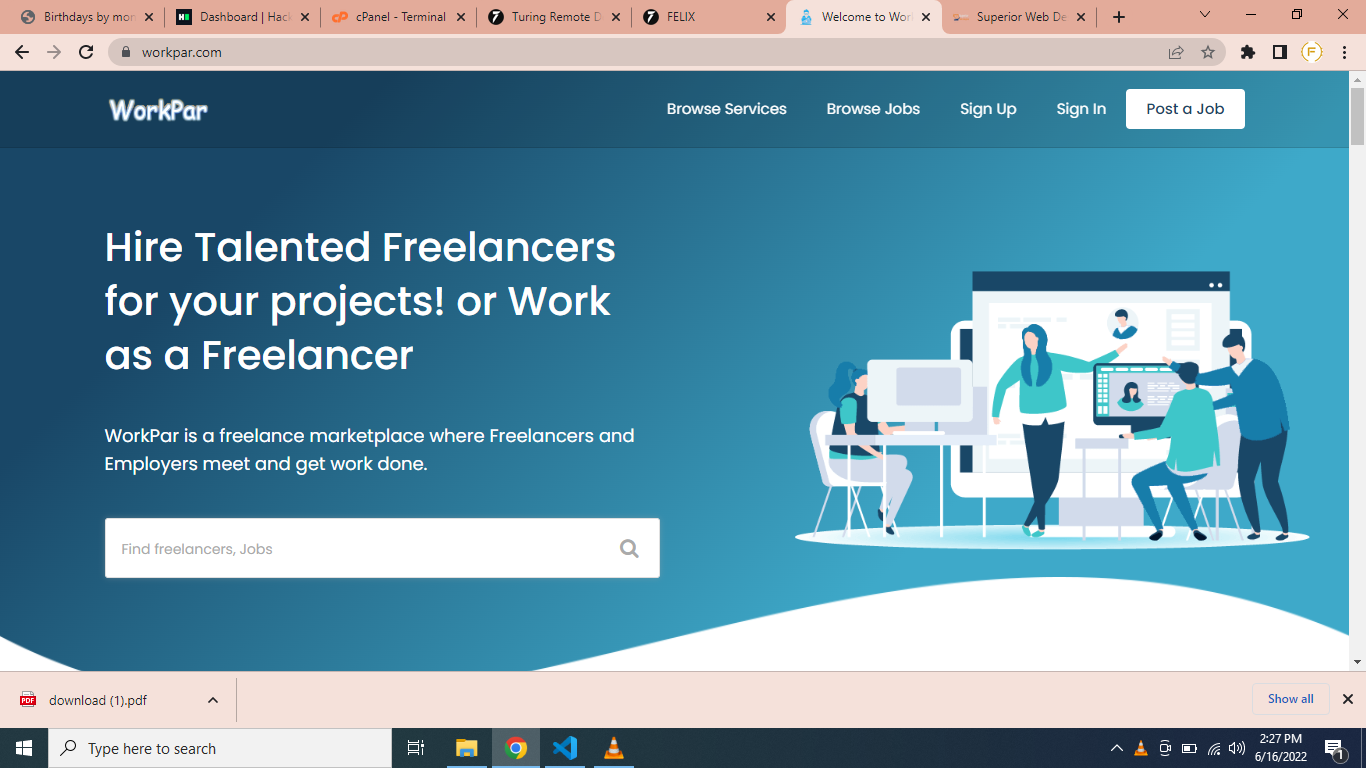 Birthdays by mon
Dashboard | Hack
cPanel - Terminal
Turing Remote D
FELIX
Welcome to Work
Superior Web De
workpar.com
F
WorkPar
Browse Services
Browse Jobs
Sign Up
Sign In
Post a Job
Hire Talented Freelancers
for your projects! or Work
as a Freelancer
WorkPar is a freelance marketplace where Freelancers and
Employers meet and get work done.
Find freelancers, Jobs
PDF
download (1).pdf
Show all
Type here to search
2:27 PM
6/16/2022
1